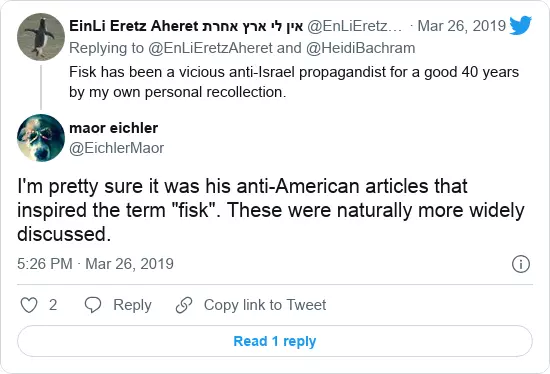 EinLi Eretz Aheret אין לי ארץ אחרת @EnLiEretz... · Mar 26, 2019
Replying to @EnLiEretzAheret and @HeidiBachram
Fisk has been a vicious anti-Israel propagandist for a good 40 years
by my own personal recollection.
maor eichler
@EichlerMaor
I'm pretty sure it was his anti-American articles that
inspired the term "fisk". These were naturally more widely
discussed.
5:26 PM · Mar 26, 2019
2 Reply Copy link to Tweet
Read 1 reply